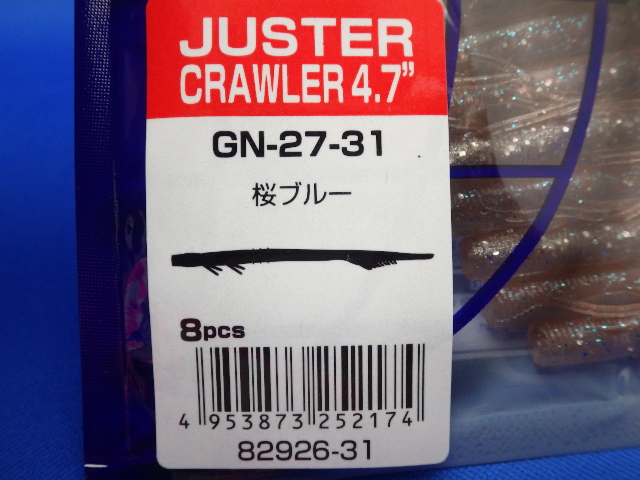 JUSTER
CRAWLER 4.7”
GN-27-31
桜ブルー
8pcs
4 953873 252174
82926-31